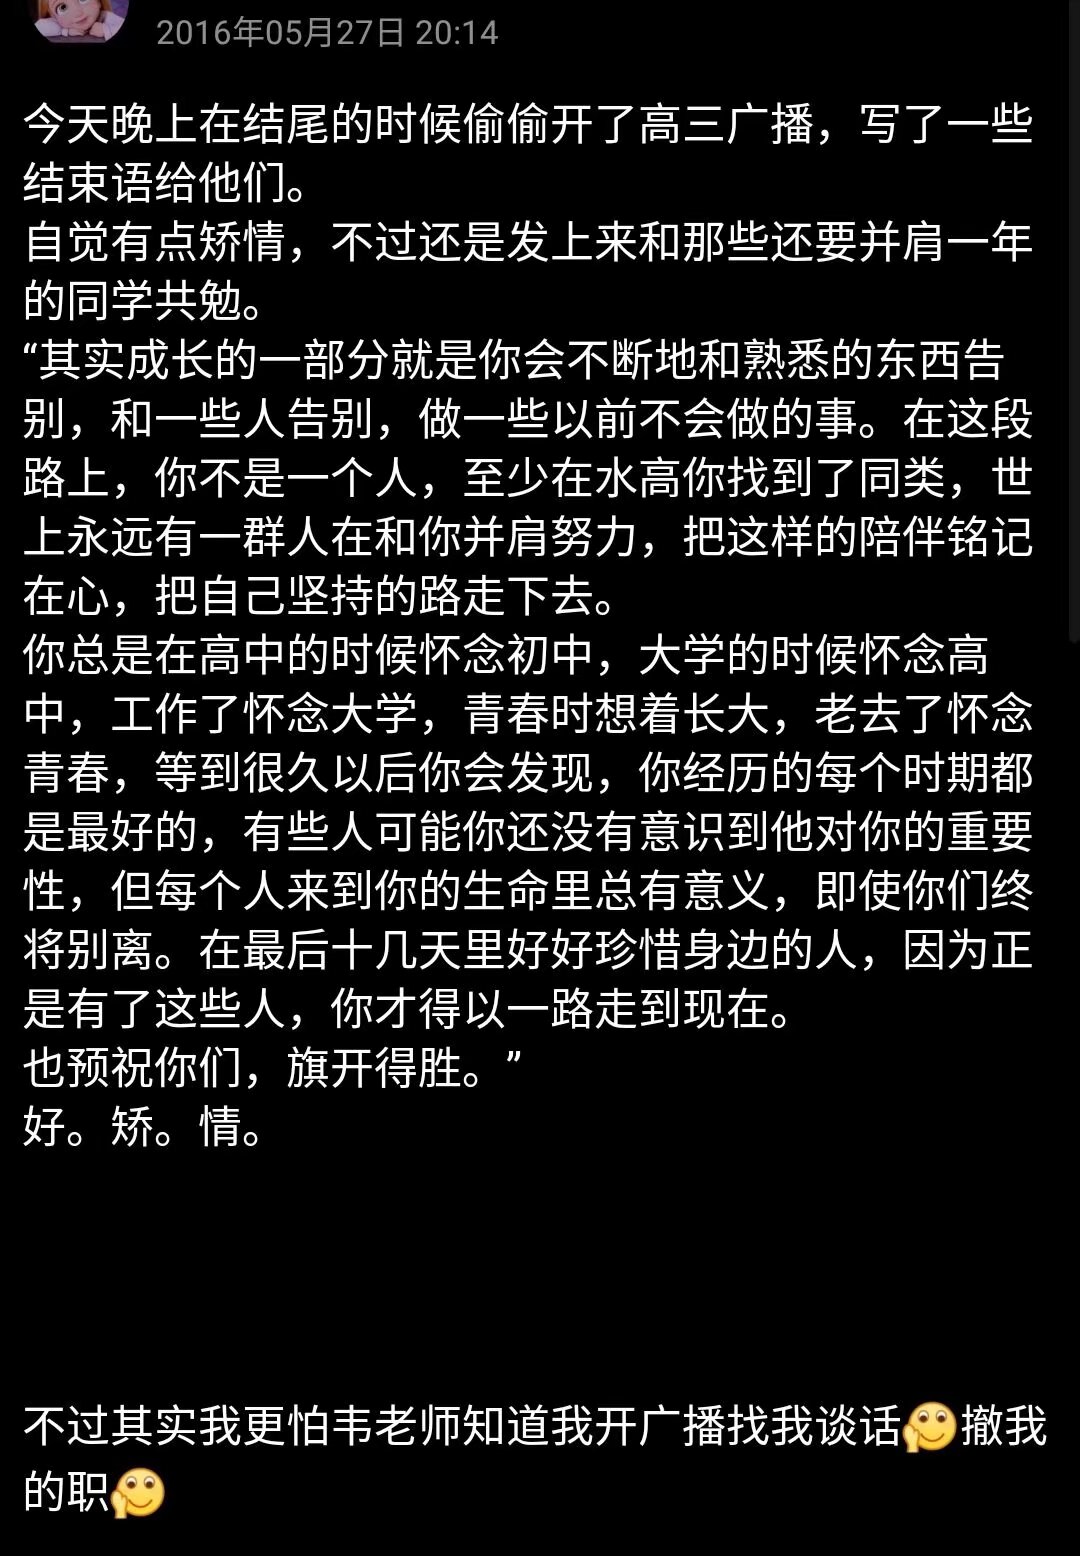 2016年05月27日 20:14
今天晚上在结尾的时候偷偷开了高三广播，写了一些
结束语给他们。
自觉有点矫情，不过还是发上来和那些还要并肩一年
的同学共勉。
“其实成长的一部分就是你会不断地和熟悉的东西告
别，和一些人告别，做一些以前不会做的事。在这段
路上，你不是一个人，至少在水高你找到了同类，世
上永远有一群人在和你并肩努力，把这样的陪伴铭记
在心，把自己坚持的路走下去。
你总是在高中的时候怀念初中，大学的时候怀念高
中，工作了怀念大学，青春时想着长大，老去了怀念
青春，等到很久以后你会发现，你经历的每个时期都
是最好的，有些人可能你还没有意识到他对你的重要
性，但每个人来到你的生命里总有意义，即使你们终
将别离。在最后十几天里好好珍惜身边的人，因为正
是有了这些人，你才得以一路走到现在。
也预祝你们，旗开得胜。”
好。矫。情。
不过其实我更怕韦老师知道我开广播找我谈话撤我
的职